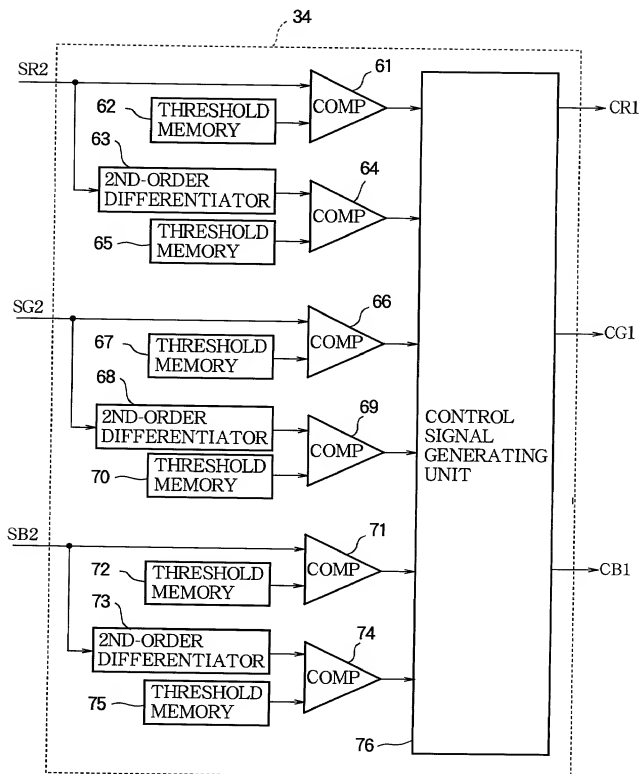 34
SR2
61
COMP
CR1
62
THRESHOLD
MEMORY
63
2ND-ORDER
DIFFERENTIATOR
64
COMP
65
THRESHOLD
MEMORY
SG2
66
COMP
CG1
67
THRESHOLD
MEMORY
68
2ND-ORDER
DIFFERENTIATOR
69
COMP
70
THRESHOLD
MEMORY
CONTROL
SIGNAL
GENERATING
UNIT
SB2
71
COMP
CB1
72
THRESHOLD
MEMORY
73
2ND-ORDER
DIFFERENTIATOR
74
COMP
75
THRESHOLD
MEMORY
76